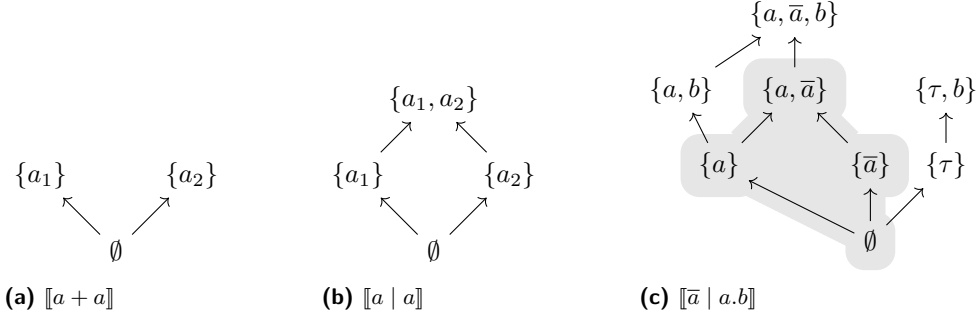 {a, a̅, b}
{a, b} {a, a̅} {τ, b}
{a₁, a₂}
{a₁} {a₂} {a₁} {a₂} {a} {a̅} {τ}
∅ ∅ ∅
(a) ⟦a + a⟧ (b) ⟦a | a⟧ (c) ⟦a̅ | a.b⟧